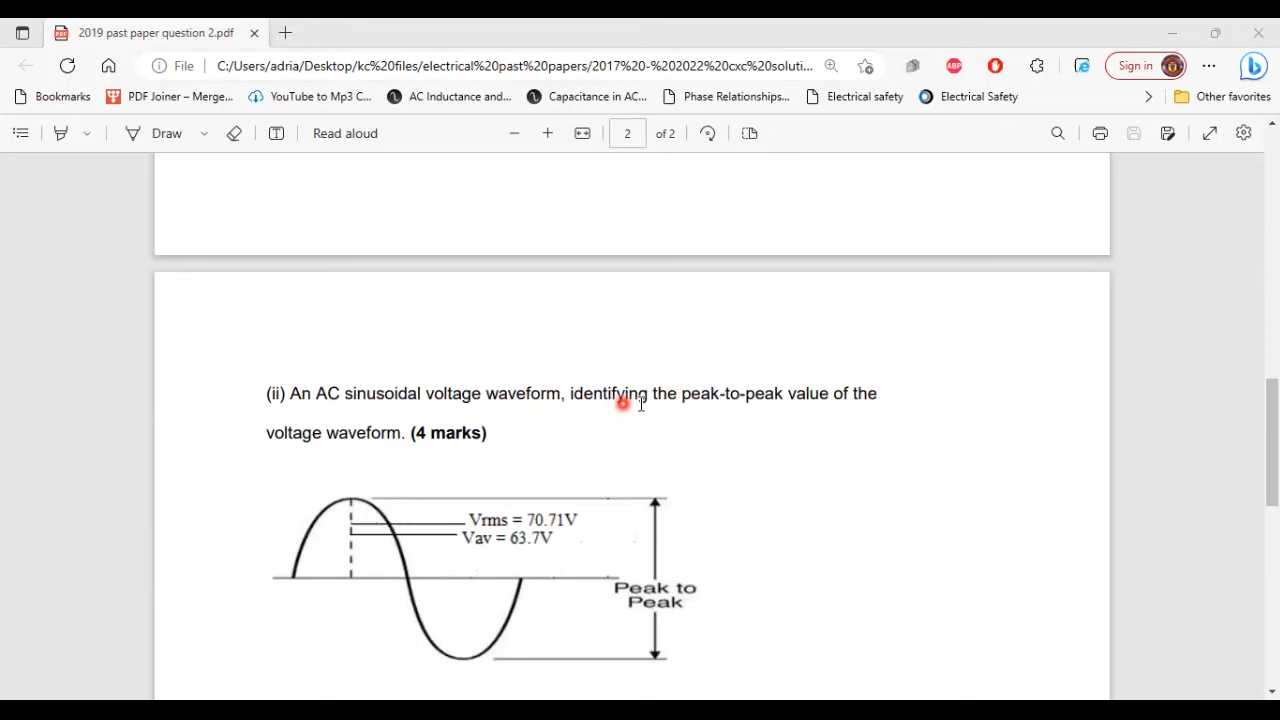 2019 past paper question 2.pdf
File
C:/Users/adria/Desktop/kc%20files/electrical%20past%20papers/2017%20-%202022%20cxc%20soluti...
ABP
Sign in
Bookmarks
PDF Joiner – Merge...
YouTube to Mp3 C...
AC Inductance and...
Capacitance in AC...
Phase Relationships...
Electrical safety
Electrical Safety
Other favorites
Draw
Read aloud
2
of 2
(ii) An AC sinusoidal voltage waveform, identifying the peak-to-peak value of the
voltage waveform. (4 marks)
Vrms = 70.71V
Vav = 63.7V
Peak to
Peak